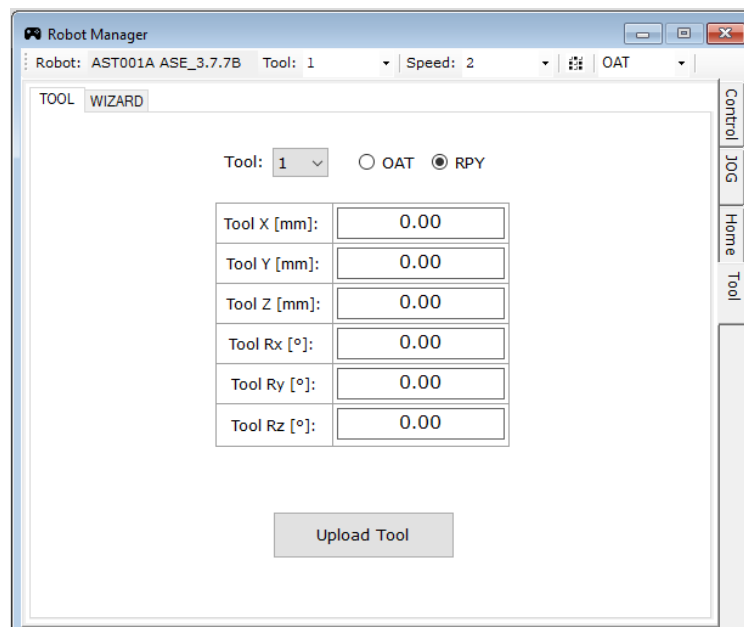 Robot Manager
Robot: AST001A ASE_3.7.7B Tool: 1 Speed: 2 OAT
TOOL WIZARD
Tool: 1 OAT RPY
Tool X [mm]: 0.00
Tool Y [mm]: 0.00
Tool Z [mm]: 0.00
Tool Rx [°]: 0.00
Tool Ry [°]: 0.00
Tool Rz [°]: 0.00
Upload Tool
Control
JOG
Home
Tool